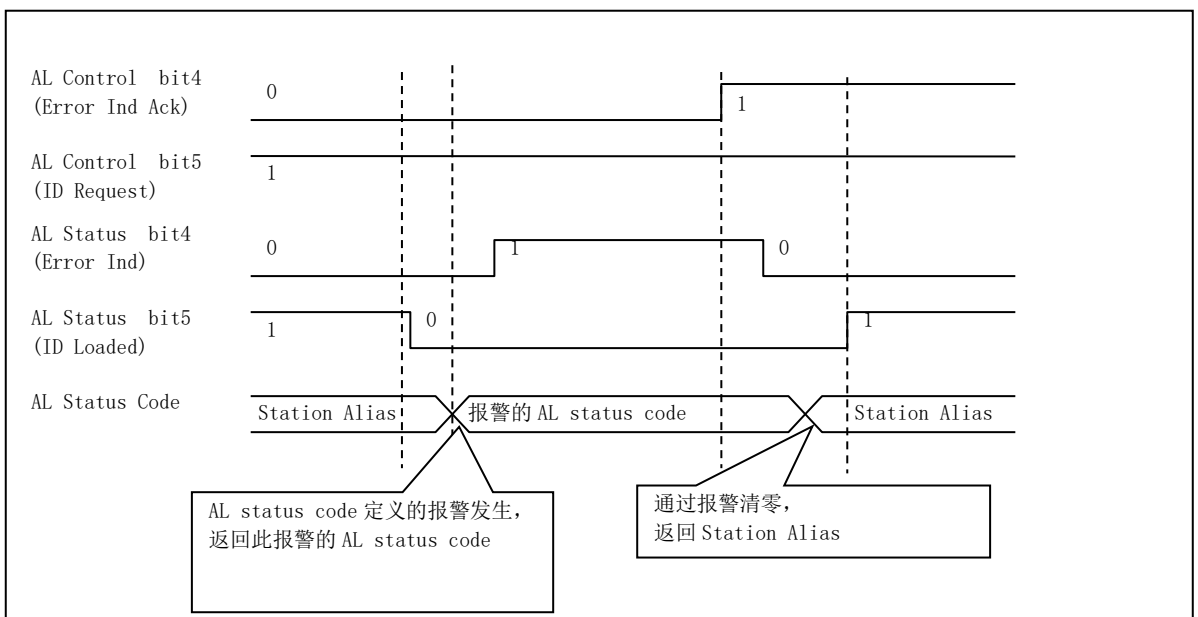 AL Control bit4
(Error Ind Ack)
0
1
AL Control bit5
(ID Request)
1
AL Status bit4
(Error Ind)
0
1
0
AL Status bit5
(ID Loaded)
1
0
1
AL Status Code
Station Alias
报警的 AL status code
Station Alias
AL status code 定义的报警发生，
返回此报警的 AL status code
通过报警清零，
返回 Station Alias